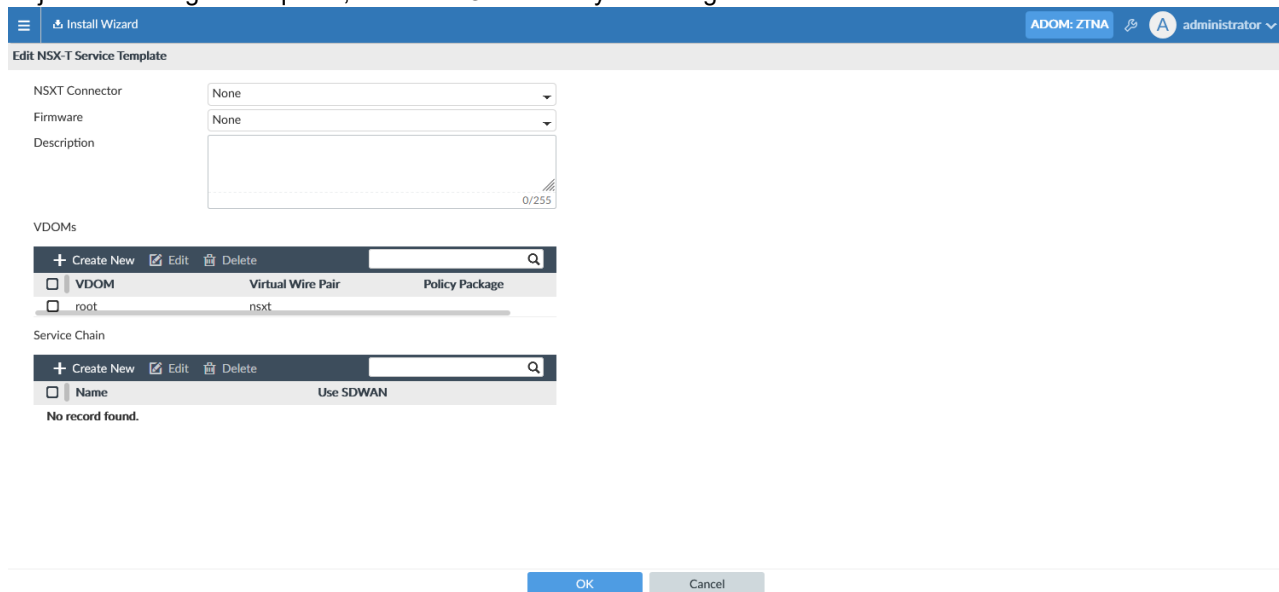 Install Wizard
ADOM: ZTNA
A
administrator
Edit NSX-T Service Template
NSXT Connector
None
Firmware
None
Description
0/255
VDOMs
Create New Edit Delete
VDOM Virtual Wire Pair Policy Package
root nsxt
Service Chain
Create New Edit Delete
Name Use SDWAN
No record found.
OK Cancel